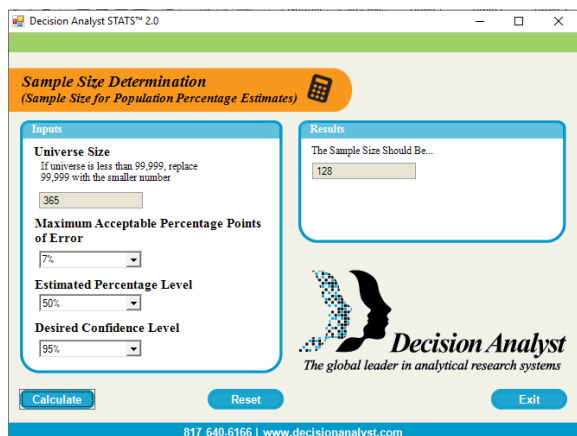 Decision Analyst STATS™ 2.0
Sample Size Determination
(Sample Size for Population Percentage Estimates)
Inputs
Universe Size
If universe is less than 99,999, replace
99,999 with the smaller number
365
Maximum Acceptable Percentage Points
of Error
7%
Estimated Percentage Level
50%
Desired Confidence Level
95%
Results
The Sample Size Should Be...
128
Decision Analyst
The global leader in analytical research systems
Calculate
Reset
Exit
817 640-6166 | www.decisionanalyst.com